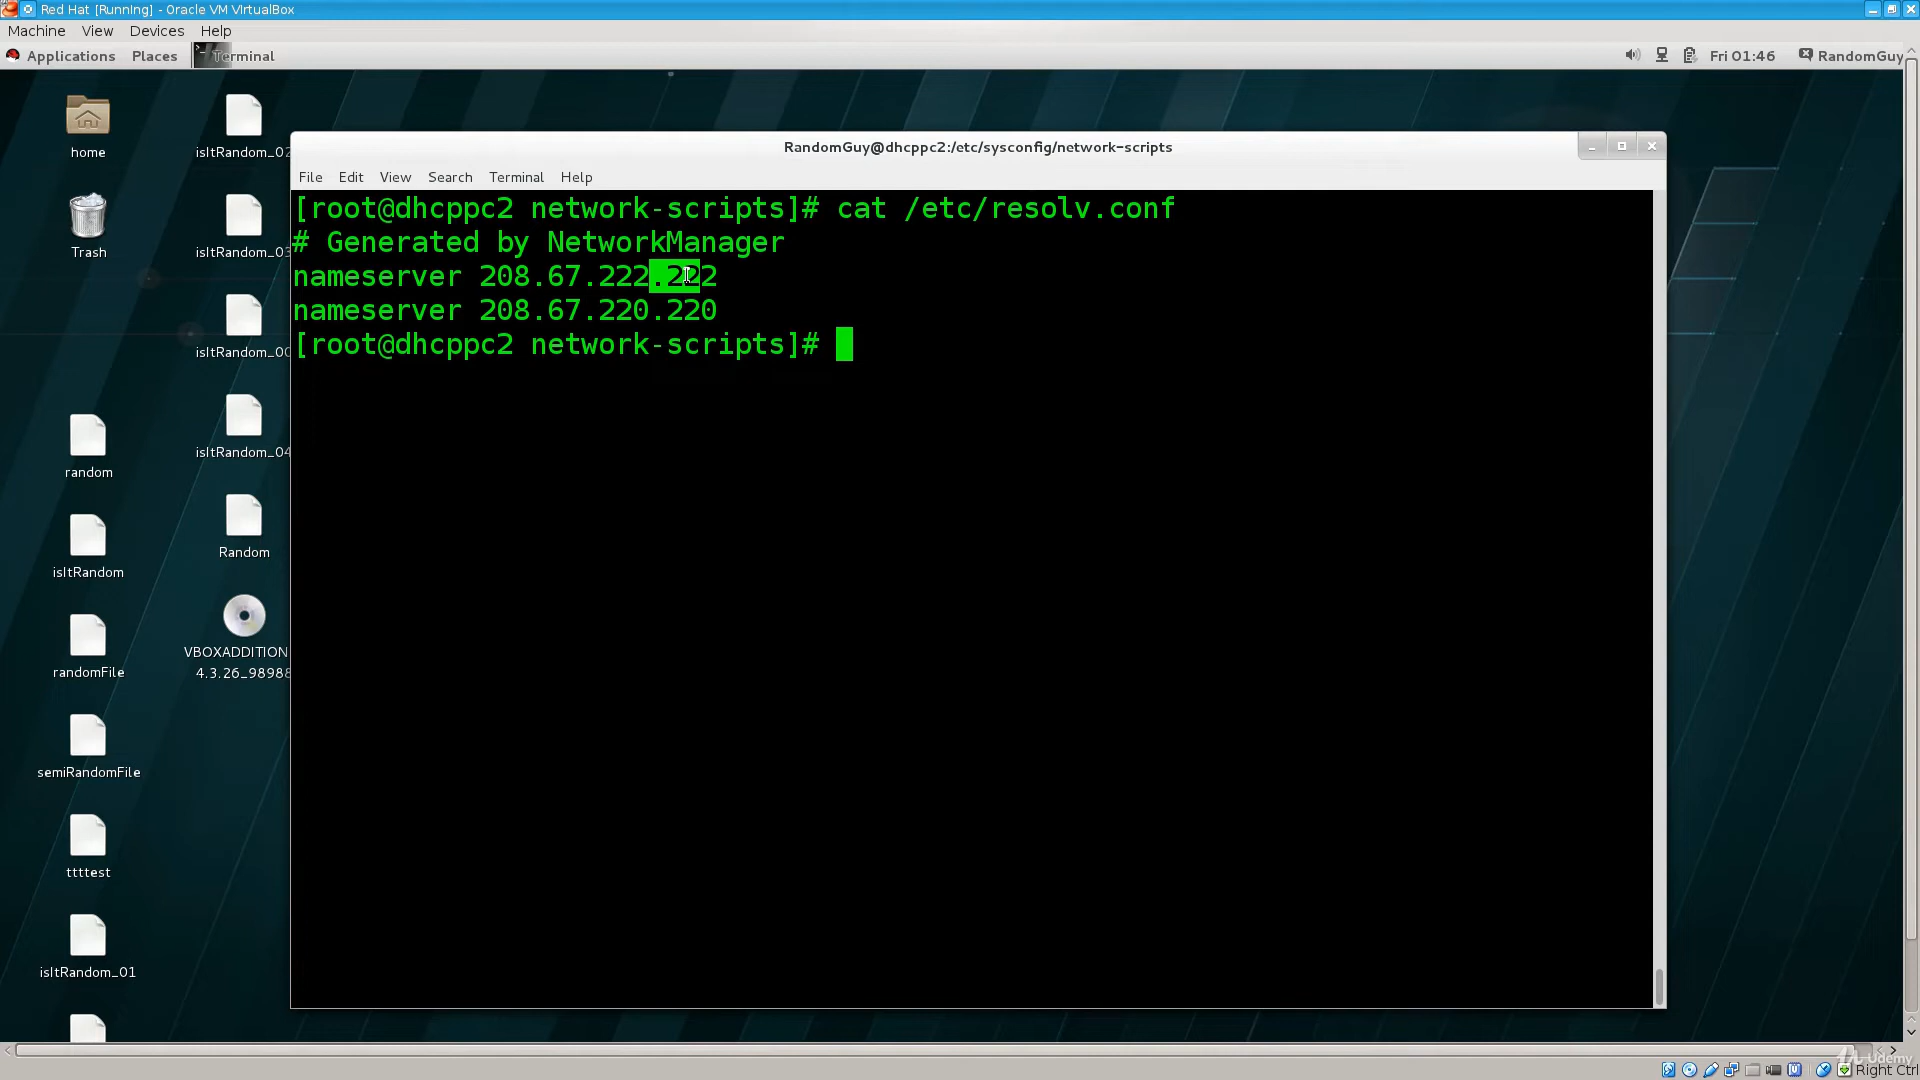 Red Hat [Running] - Oracle VM VirtualBox
Machine View Devices Help
Applications Places Terminal Fri 01:46 RandomGuy
home
isItRandom_02
Trash
isItRandom_03
isItRandom_00
random
isItRandom_04
isItRandom
Random
randomFile
VBOXADDITION
4.3.26_98988
semiRandomFile
ttttest
isItRandom_01
RandomGuy@dhcppc2:/etc/sysconfig/network-scripts
File Edit View Search Terminal Help
[root@dhcppc2 network-scripts]# cat /etc/resolv.conf
# Generated by NetworkManager
nameserver 208.67.222.222
nameserver 208.67.220.220
[root@dhcppc2 network-scripts]#
Udemy
Right Ctrl